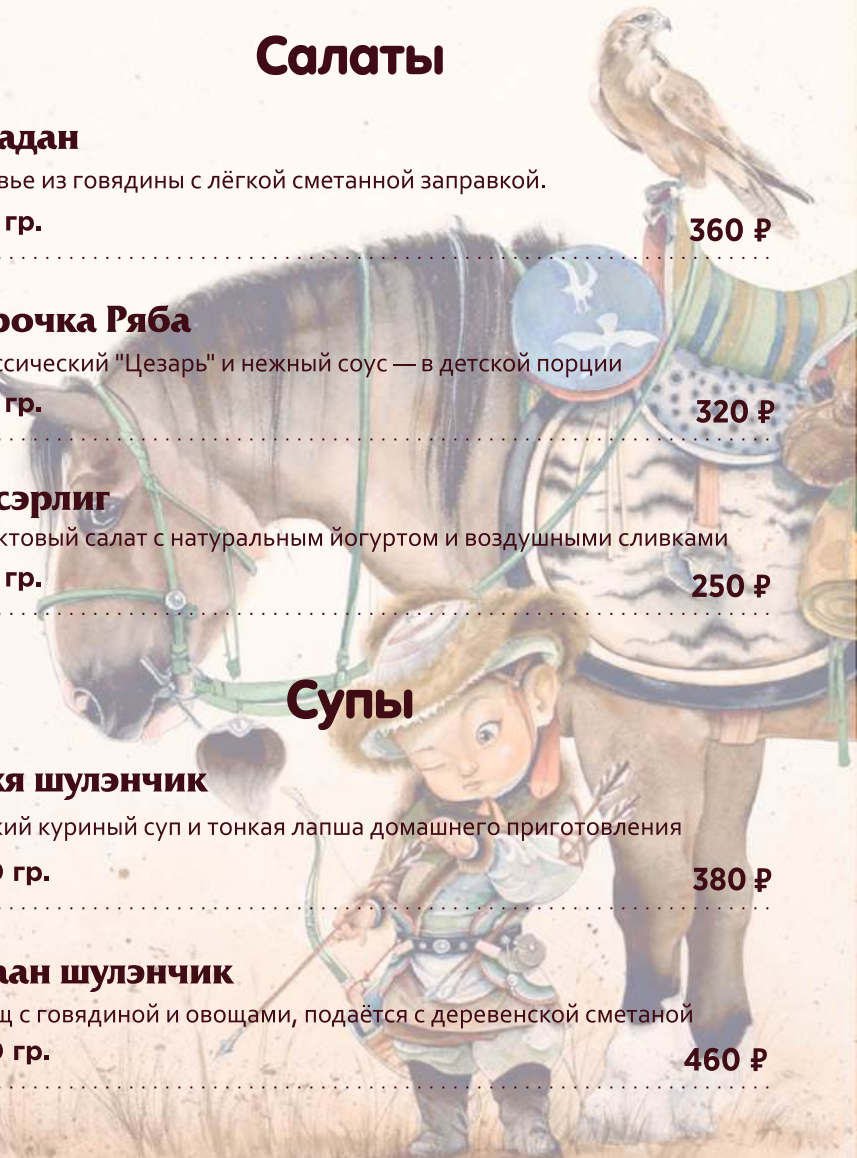 Салаты
адан
вье из говядины с лёгкой сметанной заправкой.
гр.
360 ₽
рочка Ряба
ссический "Цезарь" и нежный соус — в детской порции
гр.
320 ₽
сэрлиг
ктовый салат с натуральным йогуртом и воздушными сливками
гр.
250 ₽
Супы
кя шулэнчик
кий куриный суп и тонкая лапша домашнего приготовления
0 гр.
380 ₽
аан шулэнчик
щ с говядиной и овощами, подаётся с деревенской сметаной
0 гр.
460 ₽